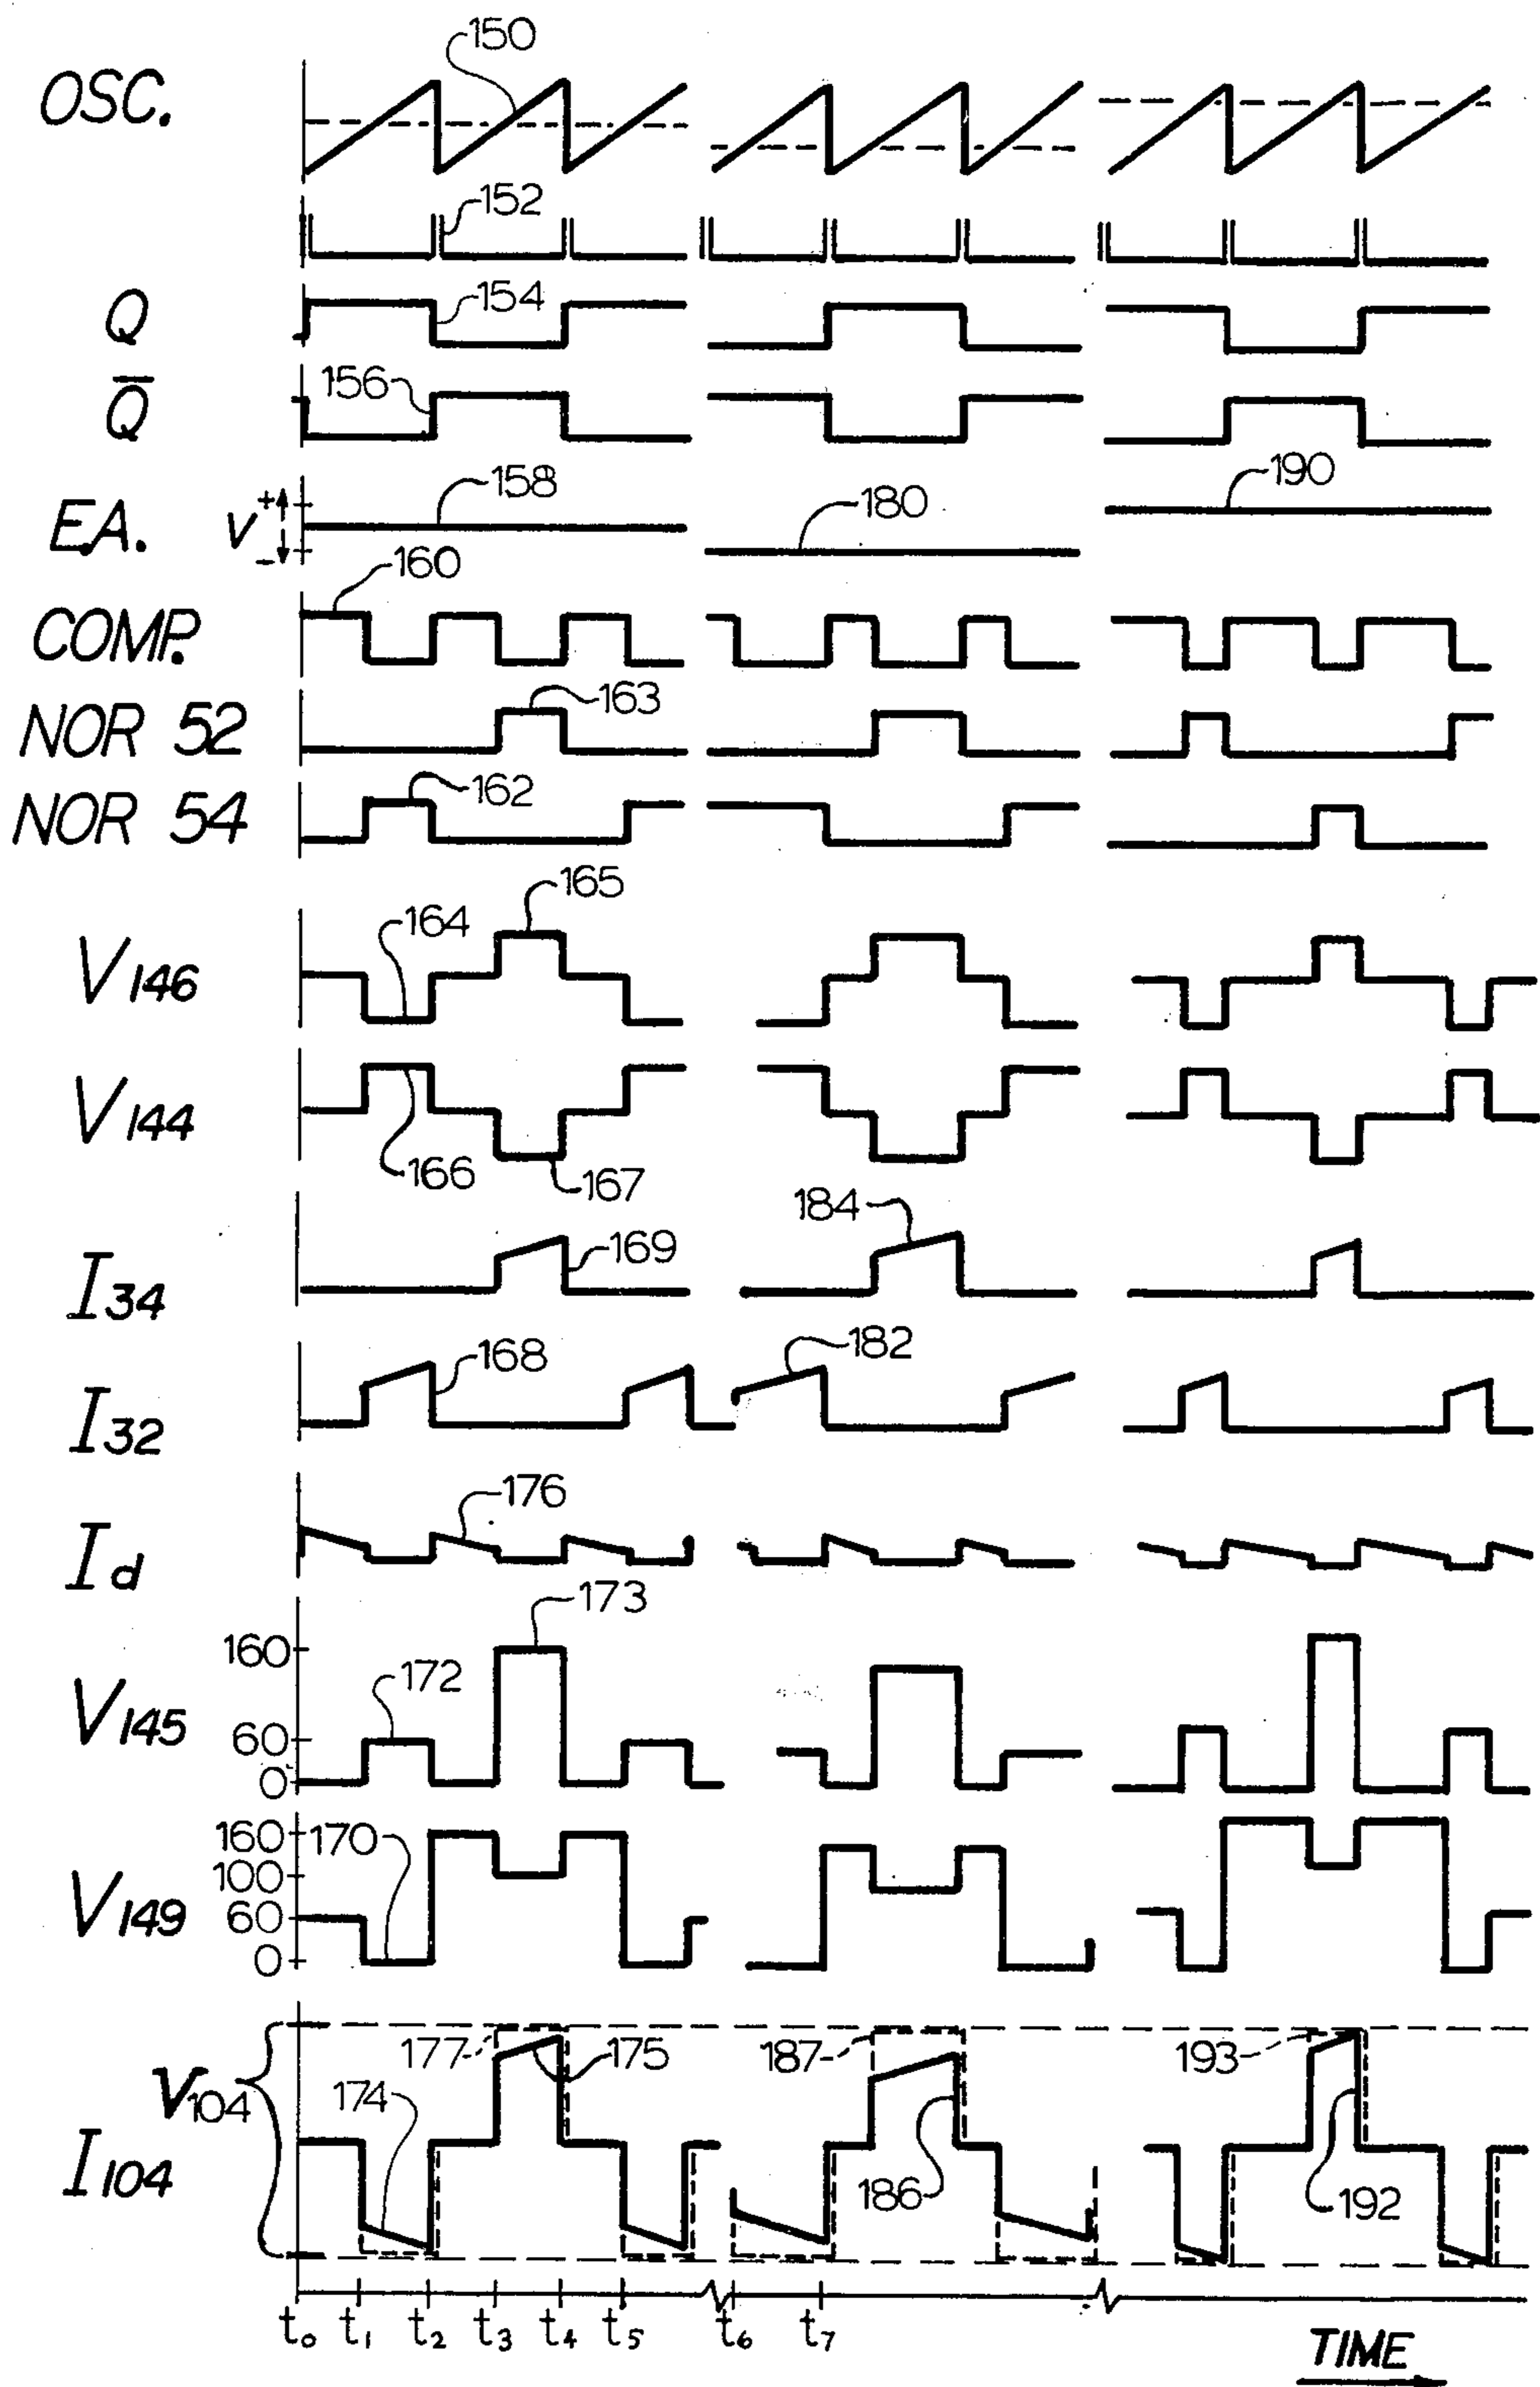 150
OSC.
152
Q
154
Q̅
156
E.A.
V
+
-
158
180
190
160
COMP.
NOR 52
163
NOR 54
162
V146
164
165
V144
166
167
I34
169
184
I32
168
182
Id
176
173
V145
160
60
0
172
V149
160
100
60
0
170
V104
177
175
187
193
174
I104
186
192
t0 t1 t2 t3 t4 t5 t6 t7
TIME